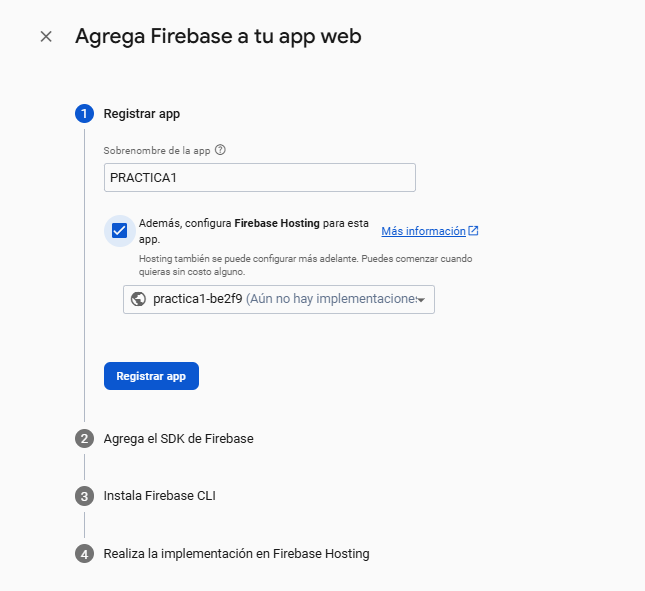 Agrega Firebase a tu app web
1 Registrar app
Sobrenombre de la app
PRACTICA1
Además, configura Firebase Hosting para esta
app.
Más información
Hosting también se puede configurar más adelante. Puedes comenzar cuando
quieras sin costo alguno.
practica1-be2f9 (Aún no hay implementacione
Registrar app
2 Agrega el SDK de Firebase
3 Instala Firebase CLI
4 Realiza la implementación en Firebase Hosting